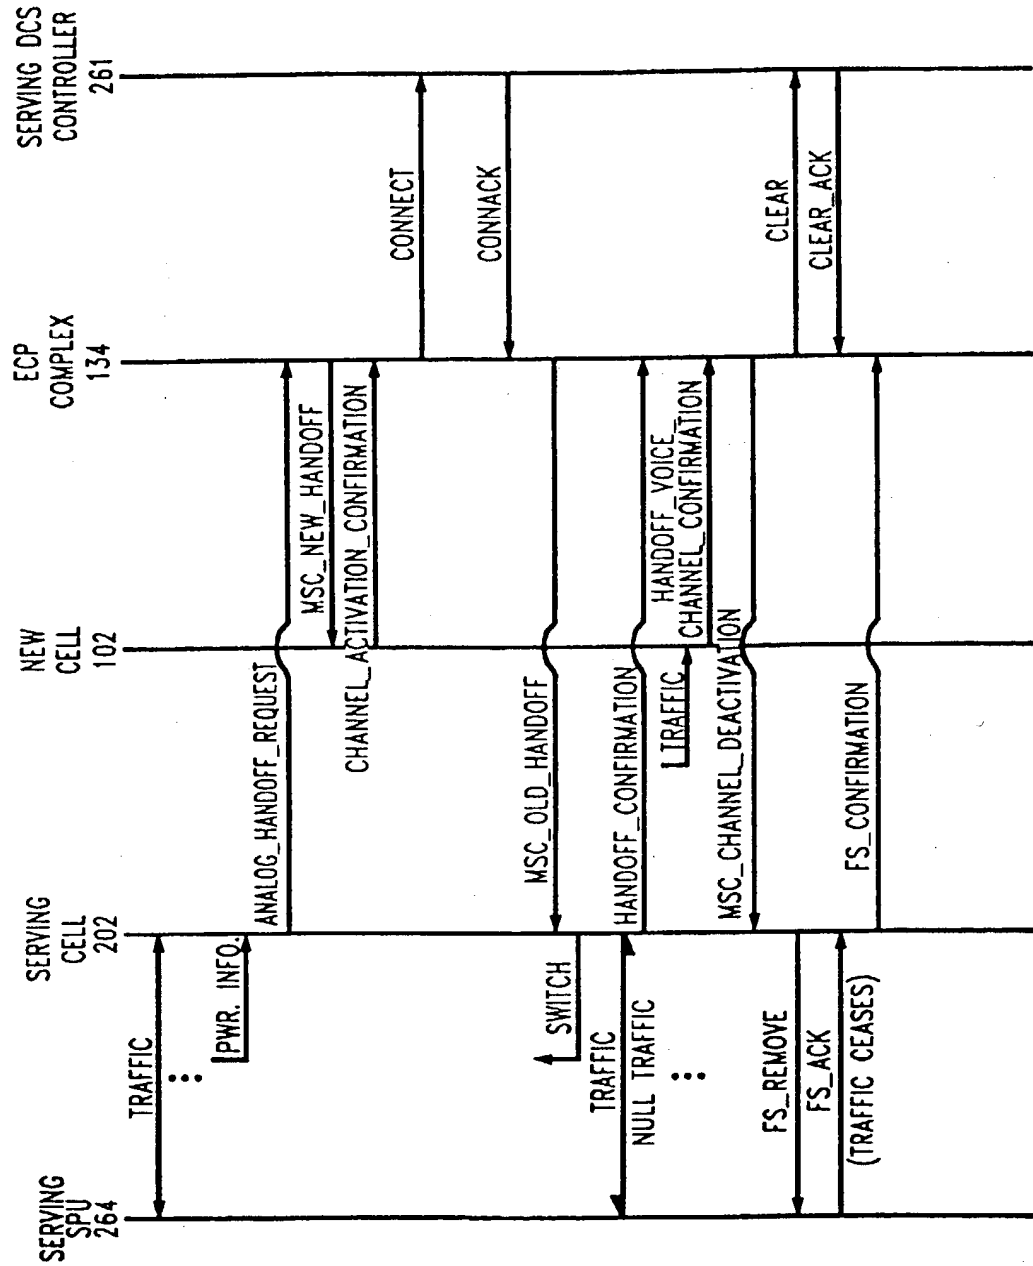 SERVING
SPU
264
SERVING
CELL
202
NEW
CELL
102
ECP
COMPLEX
134
SERVING DCS
CONTROLLER
261
TRAFFIC
PWR. INFO.
ANALOG_HANDOFF_REQUEST
MSC_NEW_HANDOFF
CHANNEL_ACTIVATION_CONFIRMATION
CONNECT
CONNACK
MSC_OLD_HANDOFF
SWITCH
TRAFFIC
NULL TRAFFIC
HANDOFF_CONFIRMATION
TRAFFIC
HANDOFF_VOICE_
CHANNEL_CONFIRMATION
MSC_CHANNEL_DEACTIVATION
CLEAR
CLEAR_ACK
FS_REMOVE
FS_ACK
(TRAFFIC CEASES)
FS_CONFIRMATION